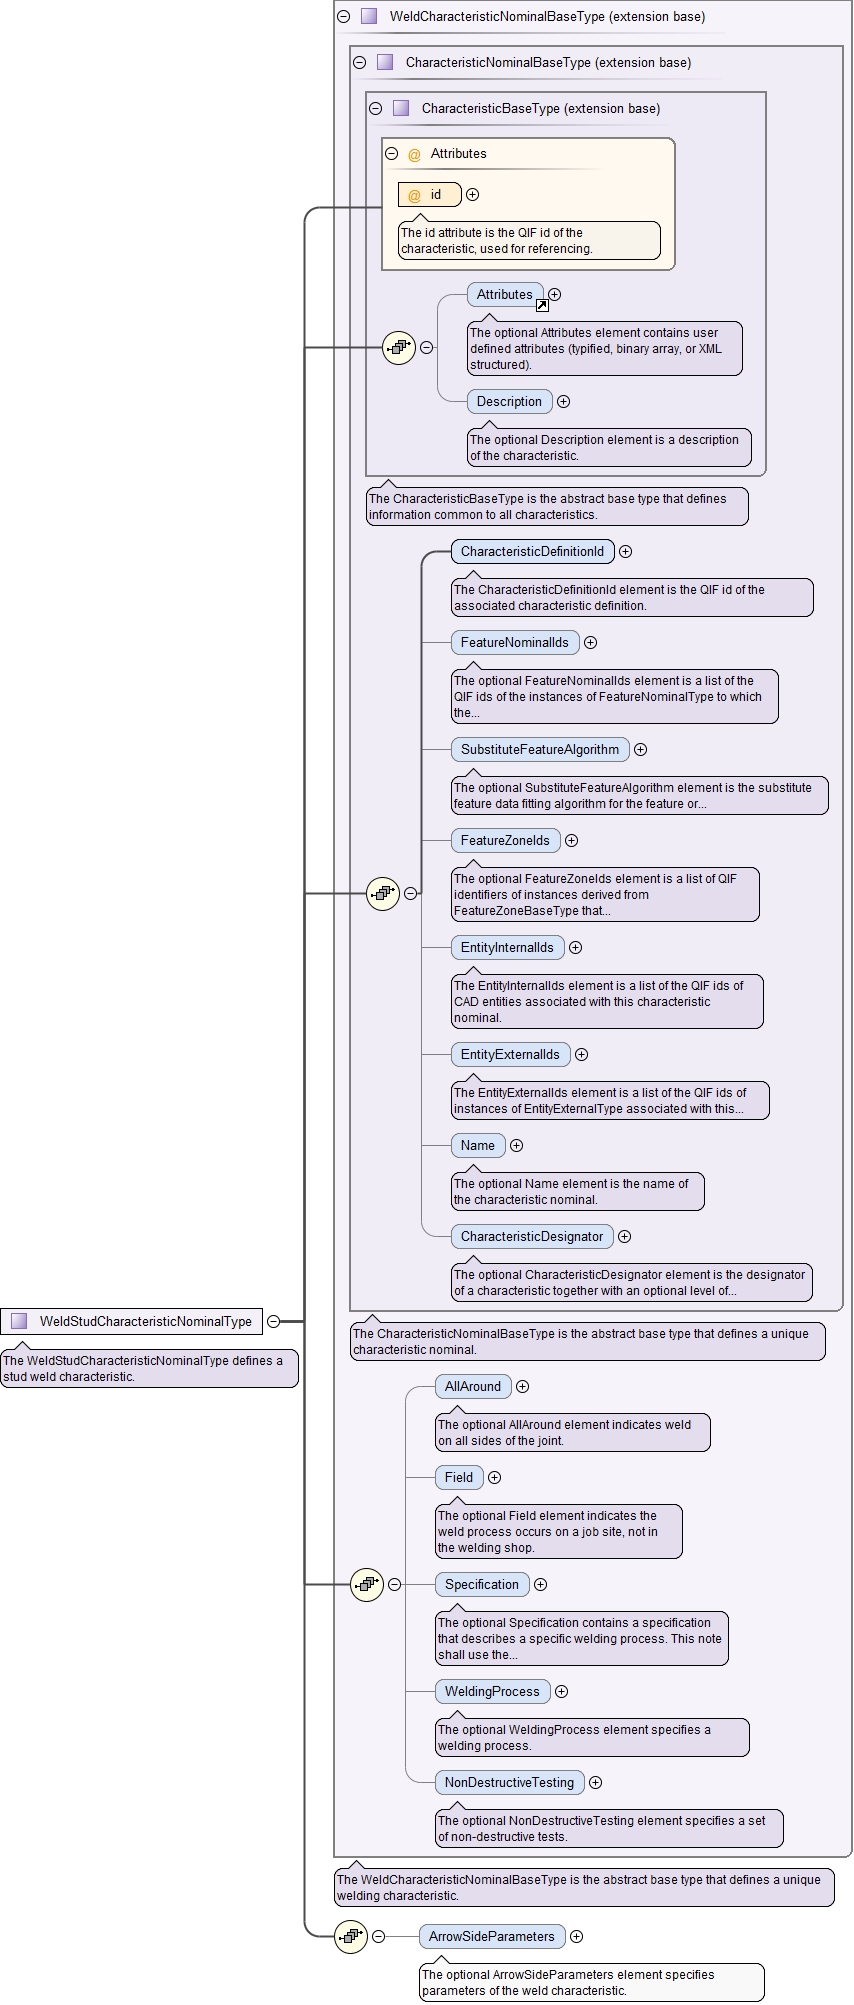 WeldCharacteristicNominalBaseType (extension base)
CharacteristicNominalBaseType (extension base)
CharacteristicBaseType (extension base)
@ Attributes
@ id
The id attribute is the QIF id of the
characteristic, used for referencing.
Attributes
The optional Attributes element contains user
defined attributes (typified, binary array, or XML
structured).
Description
The optional Description element is a description
of the characteristic.
The CharacteristicBaseType is the abstract base type that defines
information common to all characteristics.
CharacteristicDefinitionId
The CharacteristicDefinitionId element is the QIF id of the
associated characteristic definition.
FeatureNominalIds
The optional FeatureNominalIds element is a list of the
QIF ids of the instances of FeatureNominalType to which
the...
SubstituteFeatureAlgorithm
The optional SubstituteFeatureAlgorithm element is the substitute
feature data fitting algorithm for the feature or...
FeatureZoneIds
The optional FeatureZoneIds element is a list of QIF
identifiers of instances derived from
FeatureZoneBaseType that...
EntityInternalIds
The EntityInternalIds element is a list of the QIF ids of
CAD entities associated with this characteristic
nominal.
EntityExternalIds
The EntityExternalIds element is a list of the QIF ids of
instances of EntityExternalType associated with this...
Name
The optional Name element is the name of
the characteristic nominal.
CharacteristicDesignator
The optional CharacteristicDesignator element is the designator
of a characteristic together with an optional level of...
WeldStudCharacteristicNominalType
The WeldStudCharacteristicNominalType defines a
stud weld characteristic.
The CharacteristicNominalBaseType is the abstract base type that defines a unique
characteristic nominal.
AllAround
The optional AllAround element indicates weld
on all sides of the joint.
Field
The optional Field element indicates the
weld process occurs on a job site, not in
the welding shop.
Specification
The optional Specification contains a specification
that describes a specific welding process. This note
shall use the...
WeldingProcess
The optional WeldingProcess element specifies a
welding process.
NonDestructiveTesting
The optional NonDestructiveTesting element specifies a set
of non-destructive tests.
The WeldCharacteristicNominalBaseType is the abstract base type that defines a unique
welding characteristic.
ArrowSideParameters
The optional ArrowSideParameters element specifies
parameters of the weld characteristic.